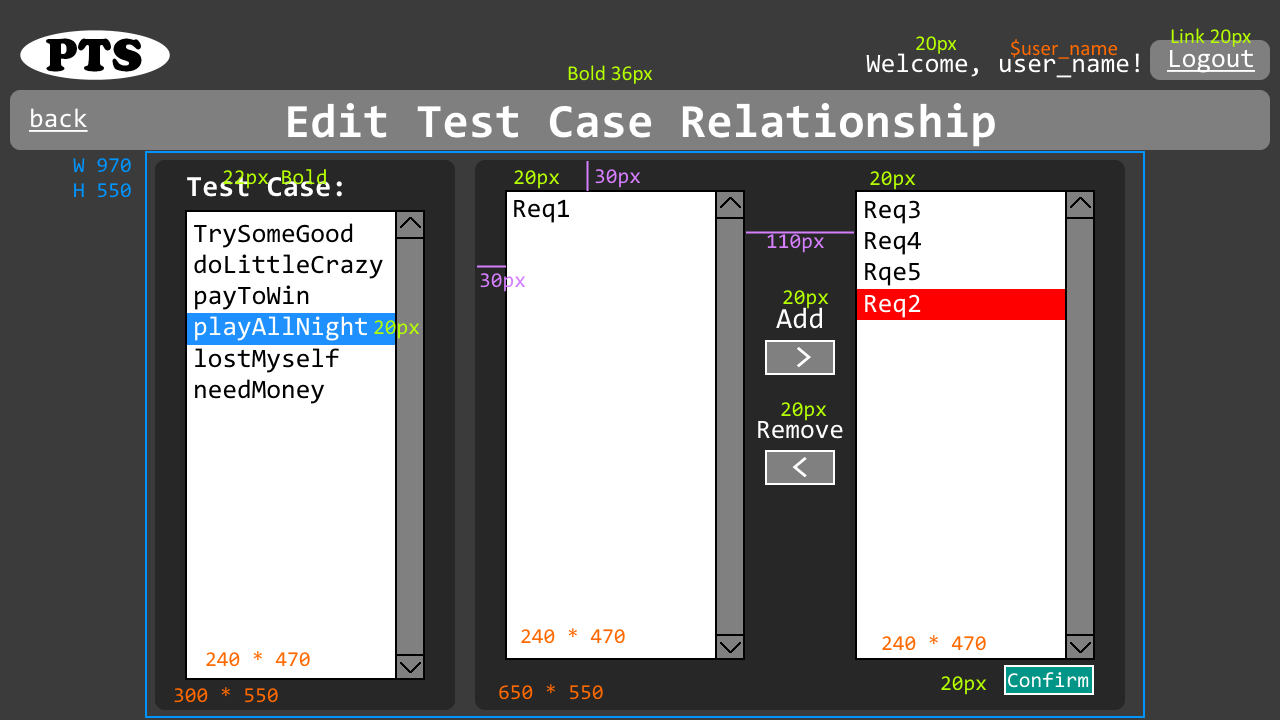 PTS
20px
$user_name
Link 20px
Welcome, user_name!
Logout
Bold 36px
back
Edit Test Case Relationship
W 970
H 550
22px Bold
Test Case:
TrySomeGood
doLittleCrazy
payToWin
playAllNight
20px
lostMyself
needMoney
240 * 470
300 * 550
20px
30px
Req1
30px
240 * 470
650 * 550
110px
20px
Add
>
20px
Remove
<
20px
Req3
Req4
Rqe5
Req2
240 * 470
20px
Confirm